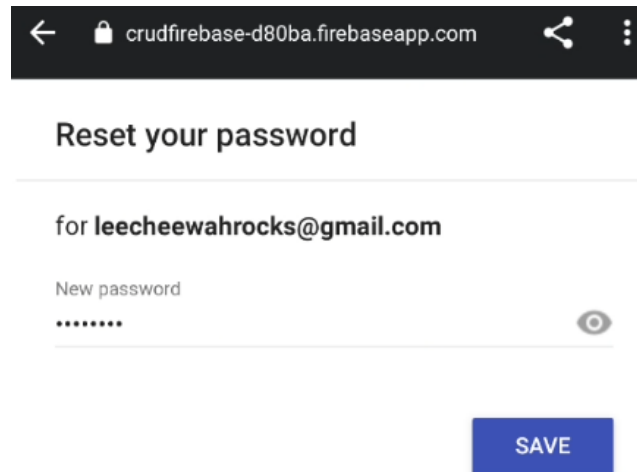 crudfirebase-d80ba.firebaseapp.com
Reset your password
for leecheewahrocks@gmail.com
New password
••••••••
SAVE